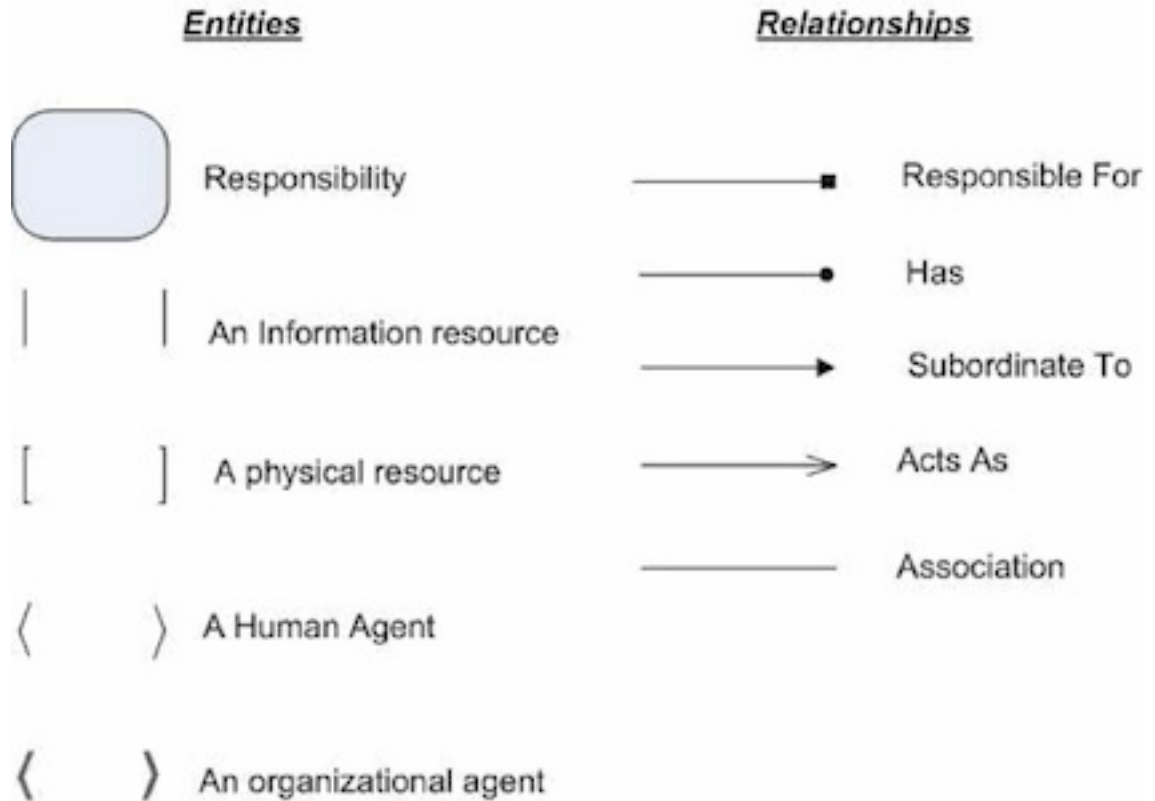 Entities
Relationships
Responsibility
Responsible For
Has
An Information resource
Subordinate To
A physical resource
Acts As
Association
A Human Agent
An organizational agent